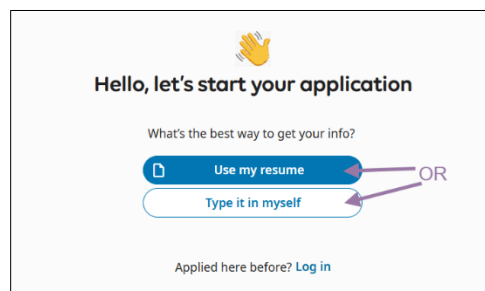 Hello, let's start your application
What's the best way to get your info?
Use my resume
OR
Type it in myself
Applied here before? Log in